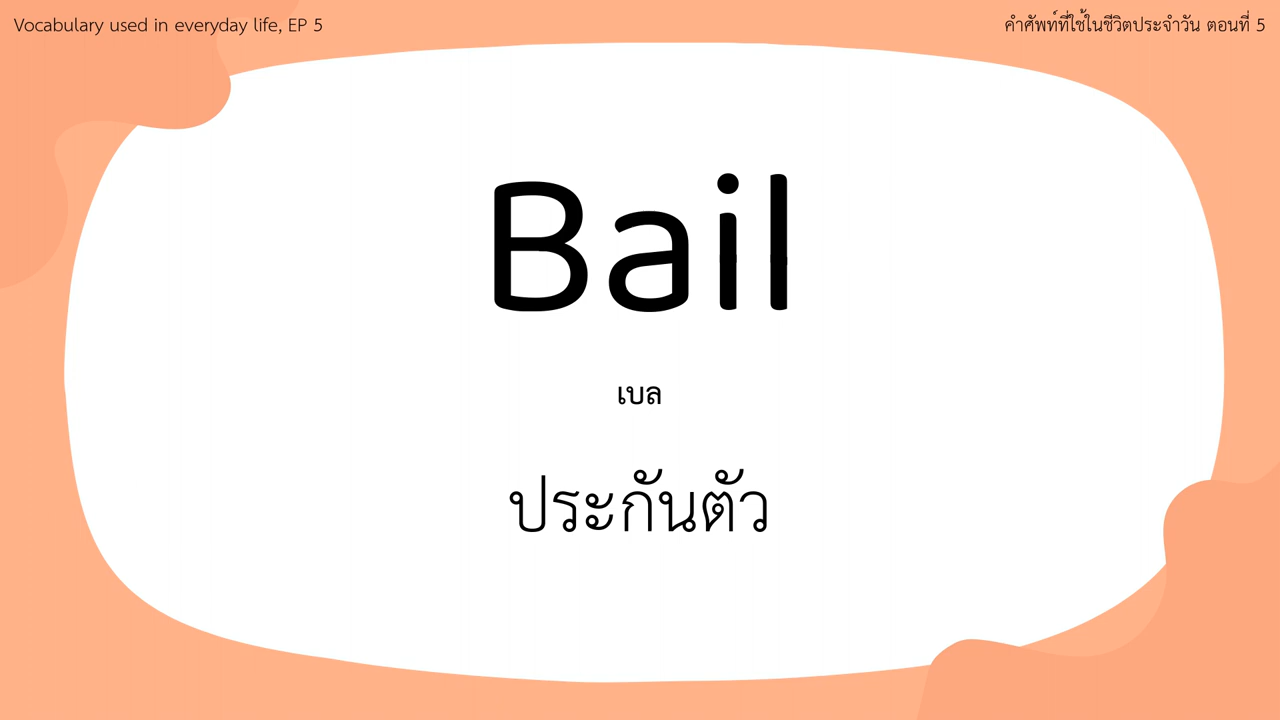 Vocabulary used in everyday life, EP 5
คำศัพท์ที่ใช้ในชีวิตประจำวัน ตอนที่ 5
Bail
เบล
ประกันตัว